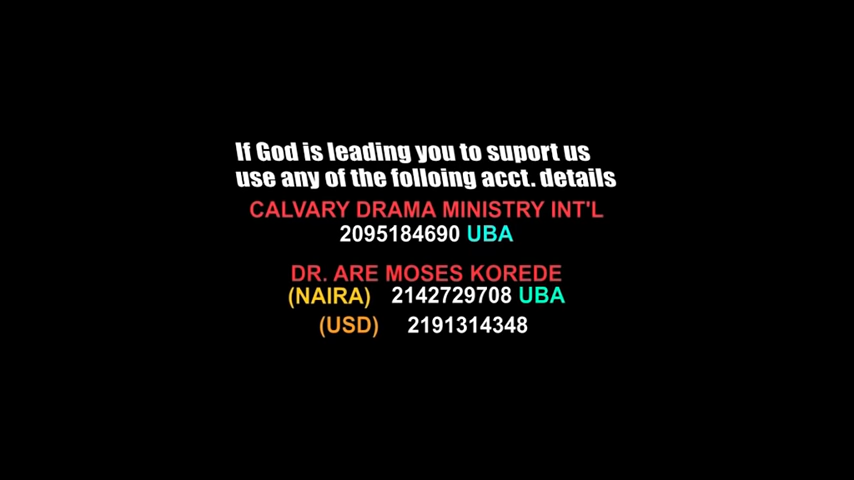 If God is leading you to suport us
use any of the folloing acct. details
CALVARY DRAMA MINISTRY INT'L
2095184690 UBA
DR. ARE MOSES KOREDE
(NAIRA) 2142729708 UBA
(USD) 2191314348